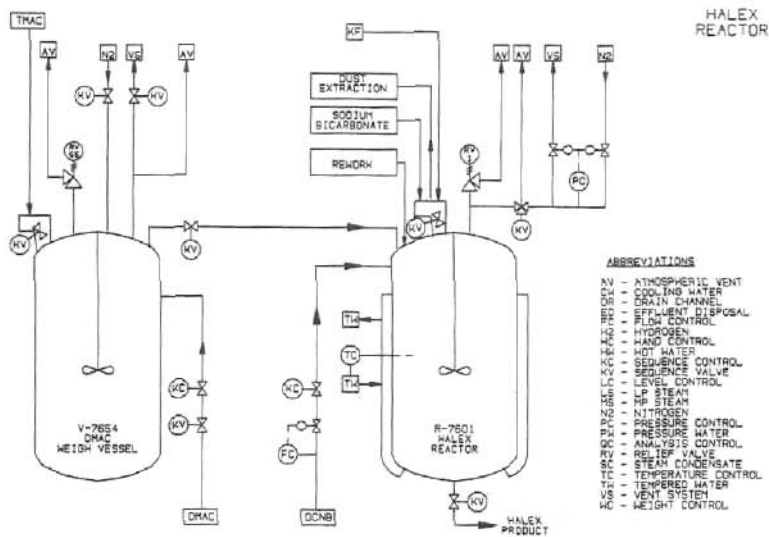 HALEX
REACTOR
TMAC
AV
N2
VS
AV
KF
AV
AV
VS
N2
DUST
EXTRACTION
SODIUM
BICARBONATE
REWORK
KV
KV
RV
SS
RV
1
PC
KV
KV
KV
KV
TW
TC
TW
KC
KC
KV
FC
V-7654
DMAC
WEIGH VESSEL
R-7601
HALEX
REACTOR
KV
DMAC
DCNB
HALEX
PRODUCT
ABBREVIATIONS
AV - ATMOSPHERIC VENT
CW - COOLING WATER
DR - DRAIN CHANNEL
ED - EFFLUENT DISPOSAL
FC - FLOW CONTROL
H2 - HYDROGEN
HC - HAND CONTROL
HW - HOT WATER
KC - SEQUENCE CONTROL
KV - SEQUENCE VALVE
LC - LEVEL CONTROL
LS - LP STEAM
MS - MP STEAM
N2 - NITROGEN
PC - PRESSURE CONTROL
PW - PRESSURE WATER
QC - ANALYSIS CONTROL
RV - RELIEF VALVE
SC - STEAM CONDENSATE
TC - TEMPERATURE CONTROL
TW - TEMPERED WATER
VS - VENT SYSTEM
WC - WEIGHT CONTROL